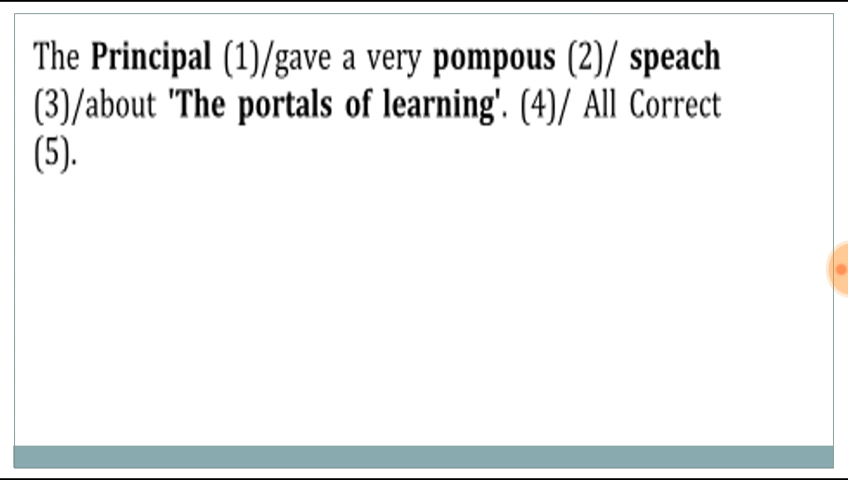 The Principal (1)/gave a very pompous (2)/ speach
(3)/about 'The portals of learning'. (4)/ All Correct
(5).